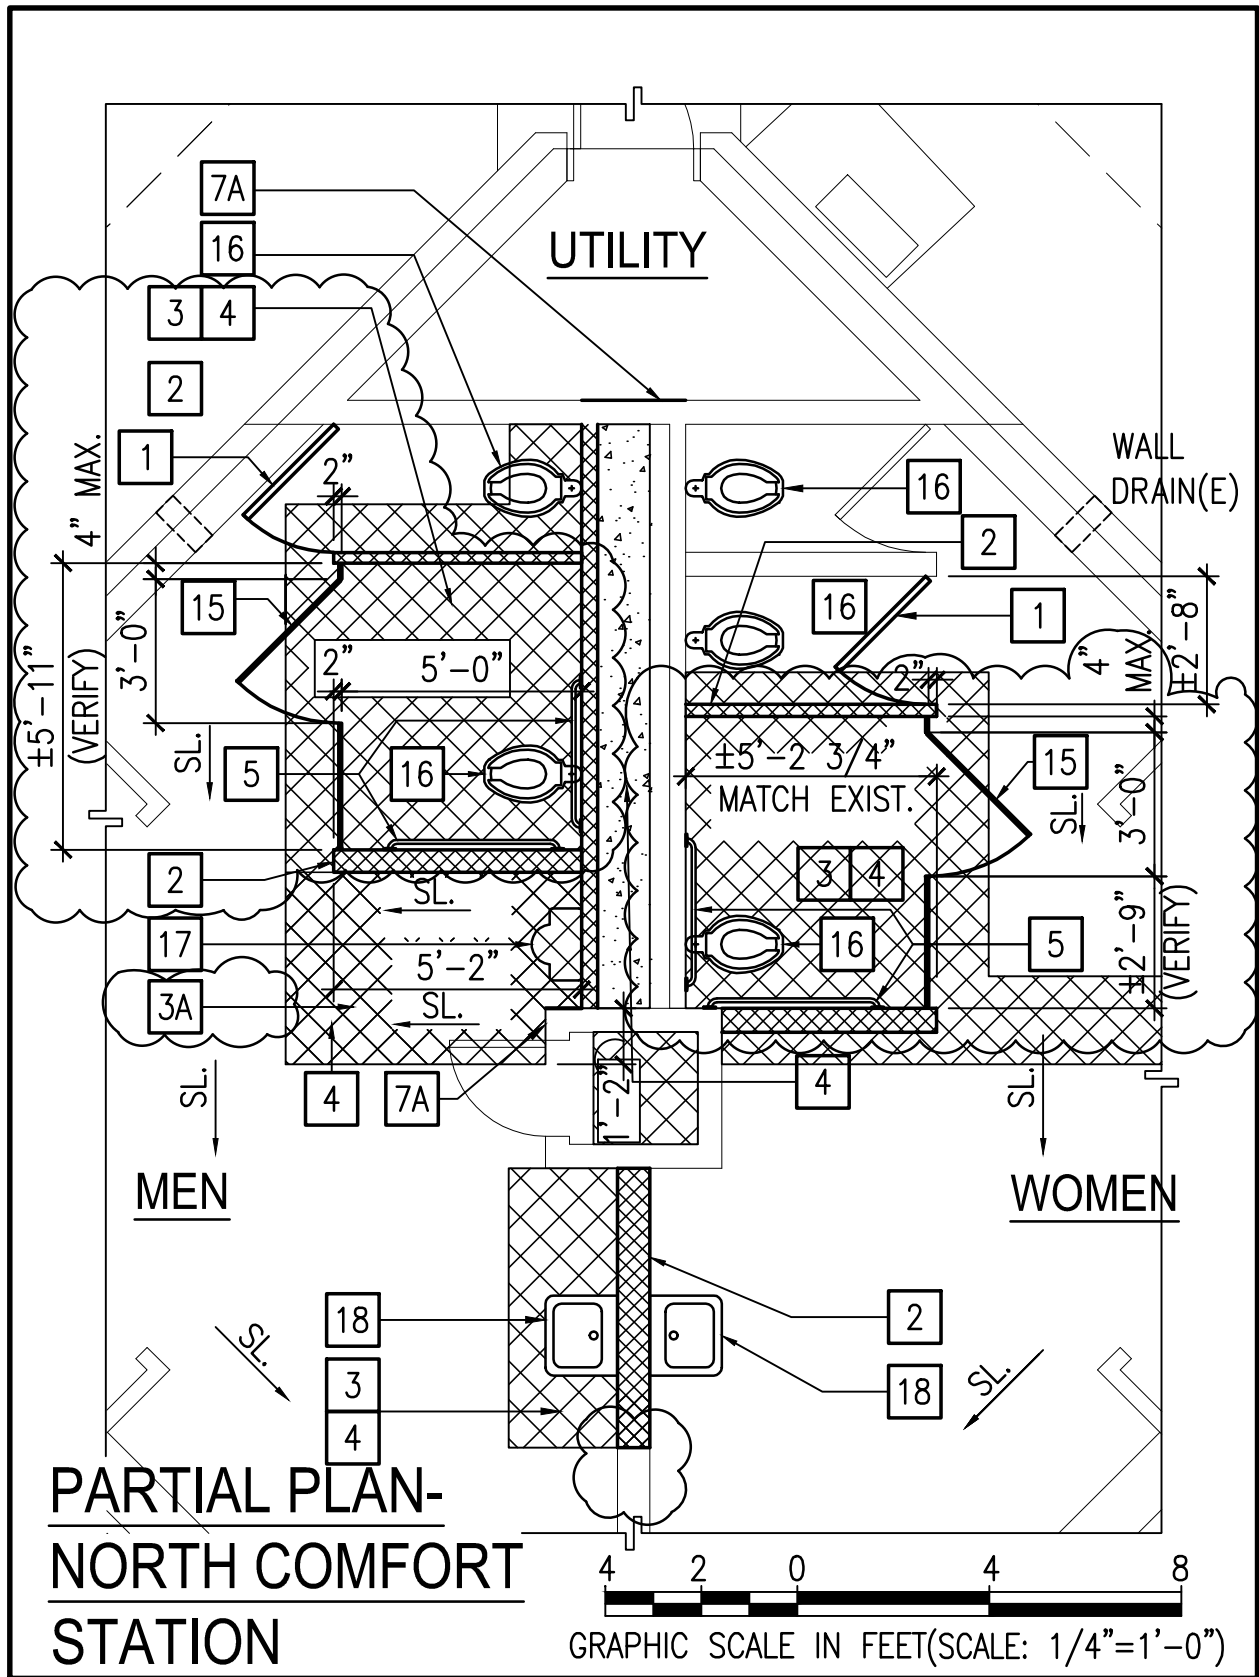 7A
UTILITY
16
3 4
2
1
4” MAX.
2”
WALL
DRAIN(E)
16
2
15
16
1
±2’-8”
3’-0”
±5’-11”
(VERIFY)
2”
5’-0”
2”
4”
MAX.
SL.
5
16
±5’-2 3/4”
MATCH EXIST.
15
SL.
3’-0”
2
SL.
3 4
17
5’-2”
16
5
±2’-9”
(VERIFY)
3A
SL.
SL.
4
7A
1’-2”
4
SL.
MEN
WOMEN
18
2
SL.
3
4
18
SL.
PARTIAL PLAN-
NORTH COMFORT
STATION
4 2 0 4 8
GRAPHIC SCALE IN FEET(SCALE: 1/4”=1’-0”)